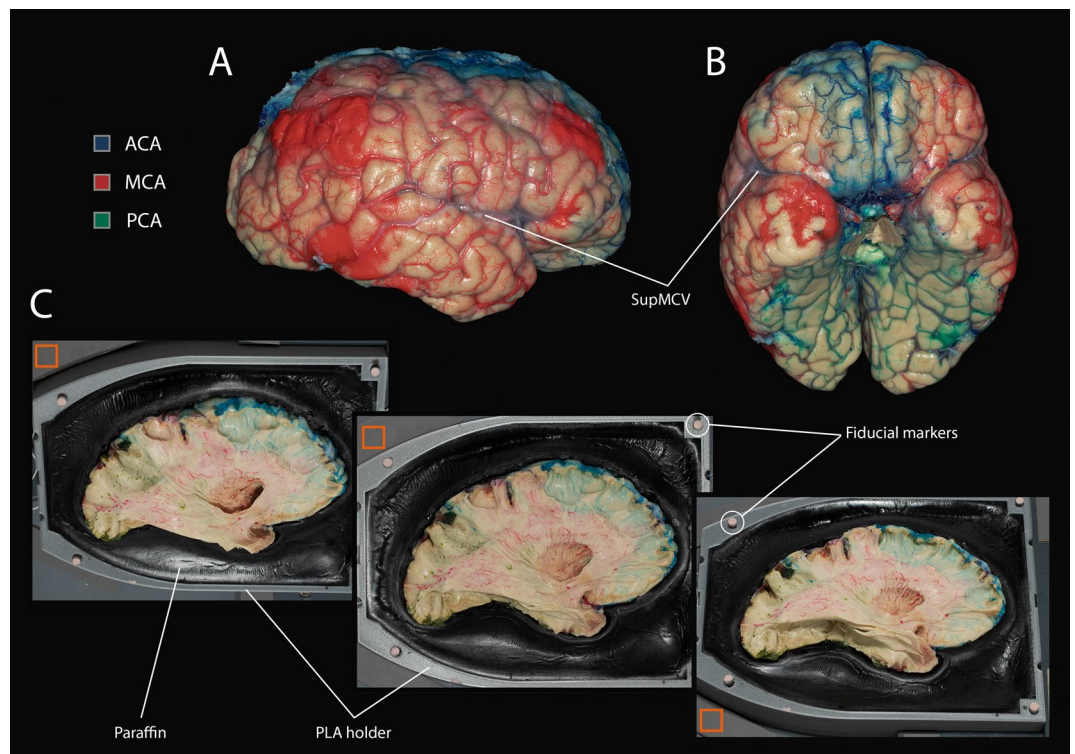 A
B
ACA
MCA
PCA
SupMCV
C
Fiducial markers
Paraffin
PLA holder